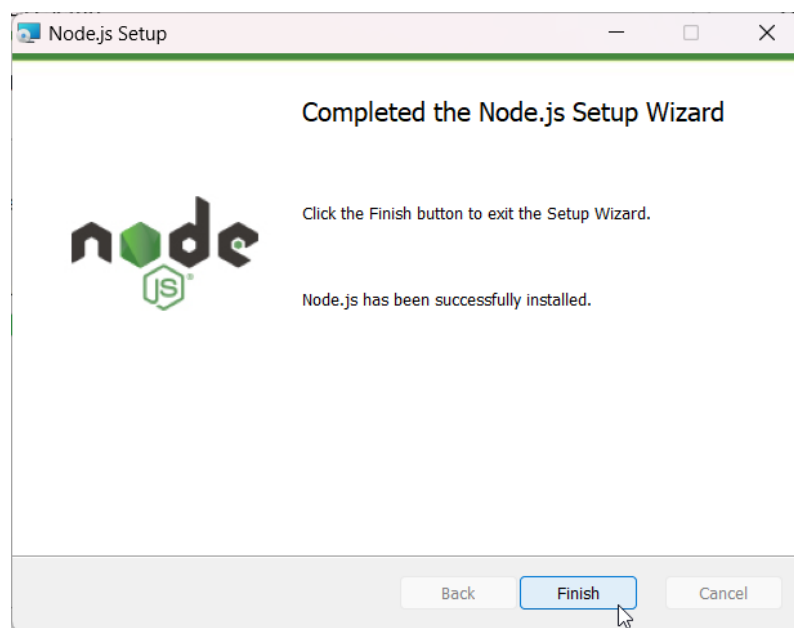 Node.js Setup
Completed the Node.js Setup Wizard
Click the Finish button to exit the Setup Wizard.
node
JS
Node.js has been successfully installed.
Back
Finish
Cancel